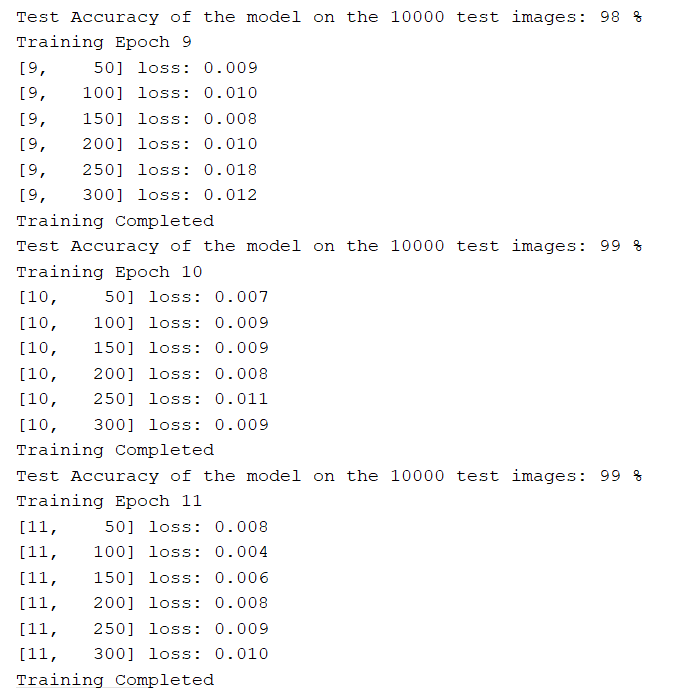 Test Accuracy of the model on the 10000 test images: 98 %
Training Epoch 9
[9,    50] loss: 0.009
[9,   100] loss: 0.010
[9,   150] loss: 0.008
[9,   200] loss: 0.010
[9,   250] loss: 0.018
[9,   300] loss: 0.012
Training Completed
Test Accuracy of the model on the 10000 test images: 99 %
Training Epoch 10
[10,    50] loss: 0.007
[10,   100] loss: 0.009
[10,   150] loss: 0.009
[10,   200] loss: 0.008
[10,   250] loss: 0.011
[10,   300] loss: 0.009
Training Completed
Test Accuracy of the model on the 10000 test images: 99 %
Training Epoch 11
[11,    50] loss: 0.008
[11,   100] loss: 0.004
[11,   150] loss: 0.006
[11,   200] loss: 0.008
[11,   250] loss: 0.009
[11,   300] loss: 0.010
Training Completed